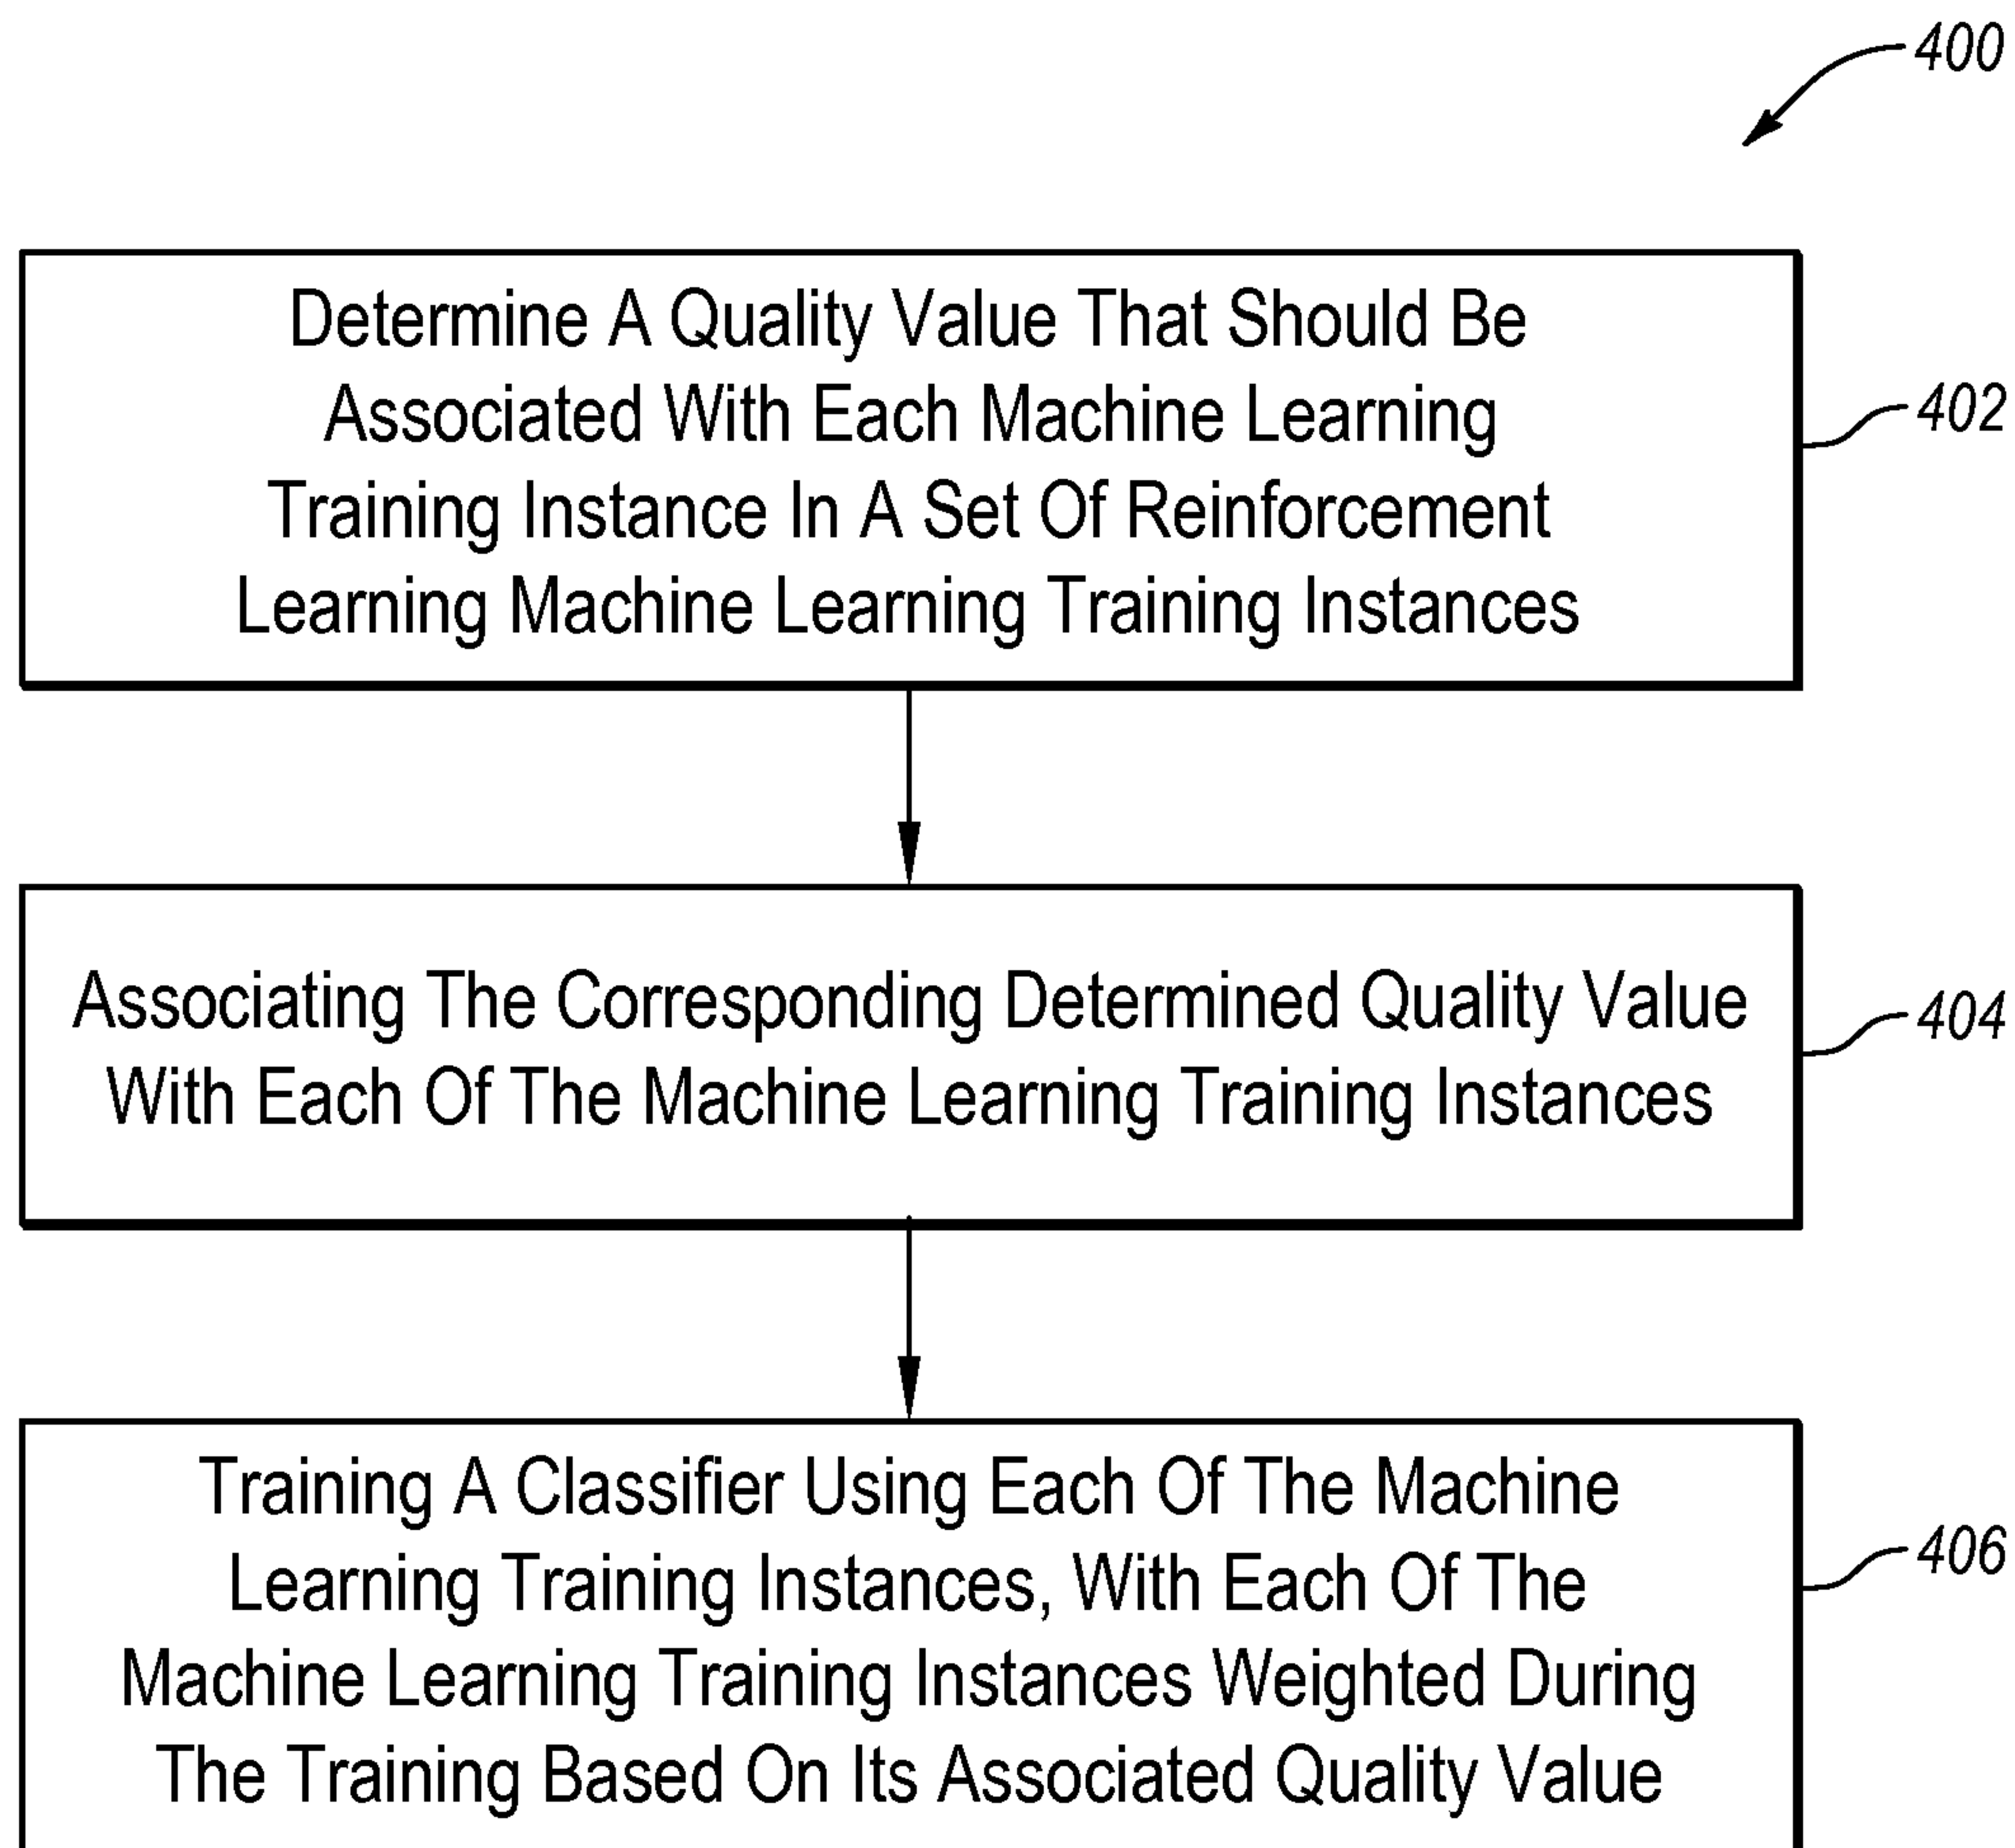 400
Determine A Quality Value That Should Be
Associated With Each Machine Learning
Training Instance In A Set Of Reinforcement
Learning Machine Learning Training Instances
402
Associating The Corresponding Determined Quality Value
With Each Of The Machine Learning Training Instances
404
Training A Classifier Using Each Of The Machine
Learning Training Instances, With Each Of The
Machine Learning Training Instances Weighted During
The Training Based On Its Associated Quality Value
406